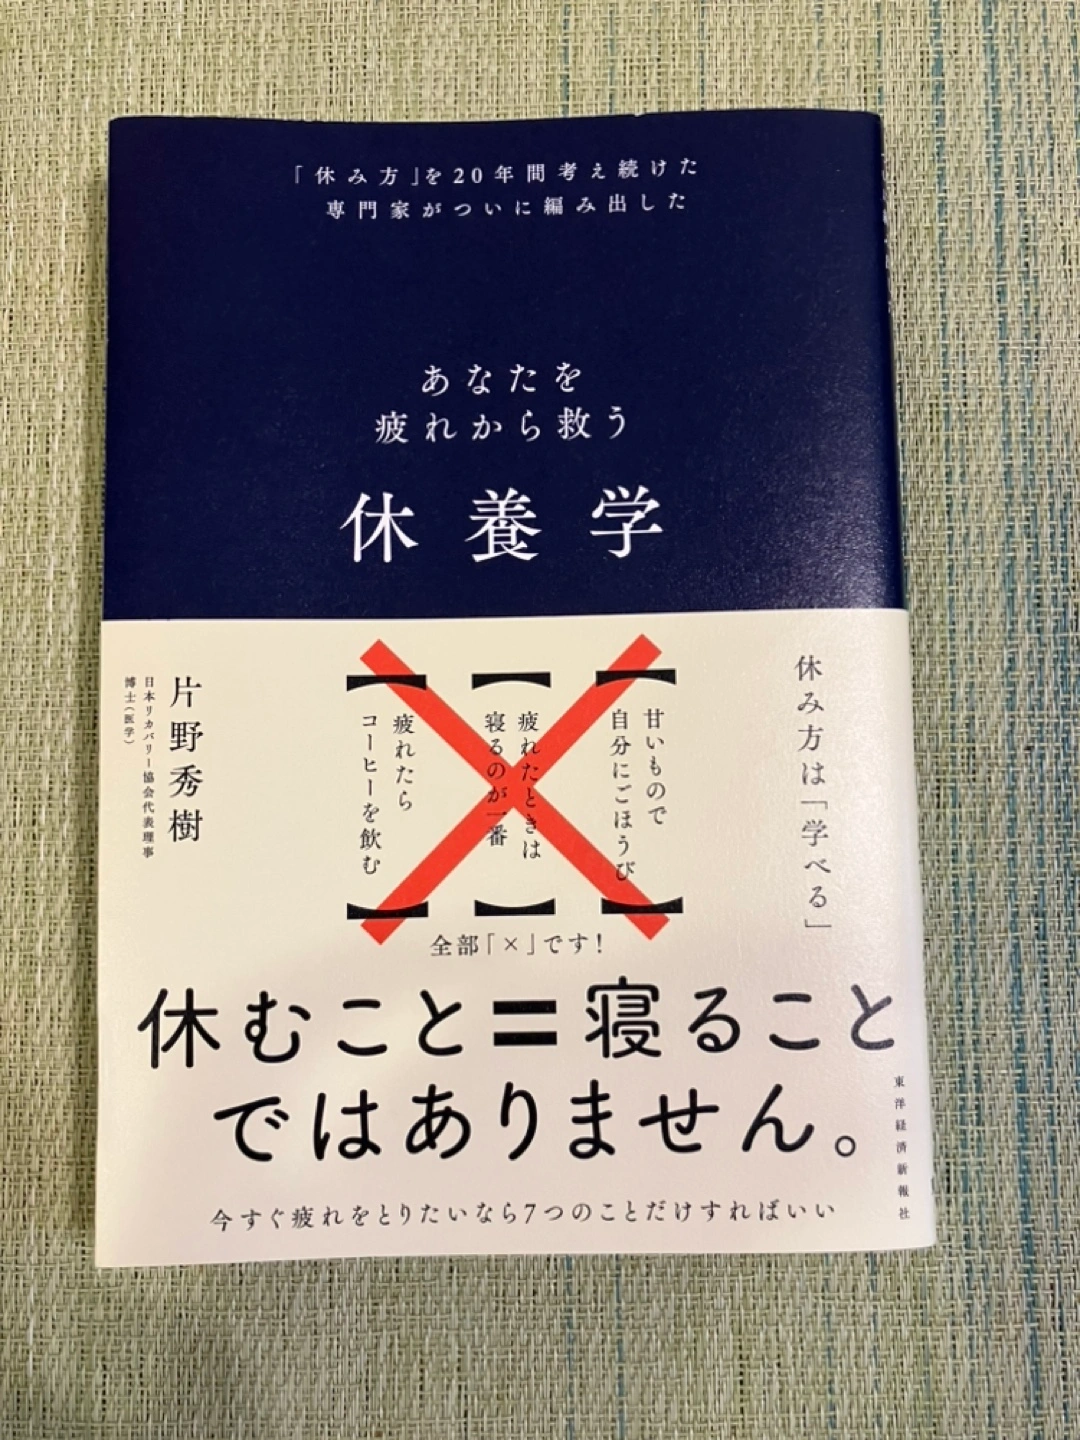 「休み方」を20年間考え続けた
専門家がついに編み出した
あなたを
疲れから救う
休養学
休み方は「学べる」
甘いもので
自分にごほうび
疲れたときは
寝るのが一番
疲れたら
コーヒーを飲む
片野秀樹
日本リカバリー協会代表理事
博士(医学)
全部「×」です!
休むこと=寝ること
ではありません。
今すぐ疲れをとりたいなら7つのことだけすればいい
東洋経済新報社